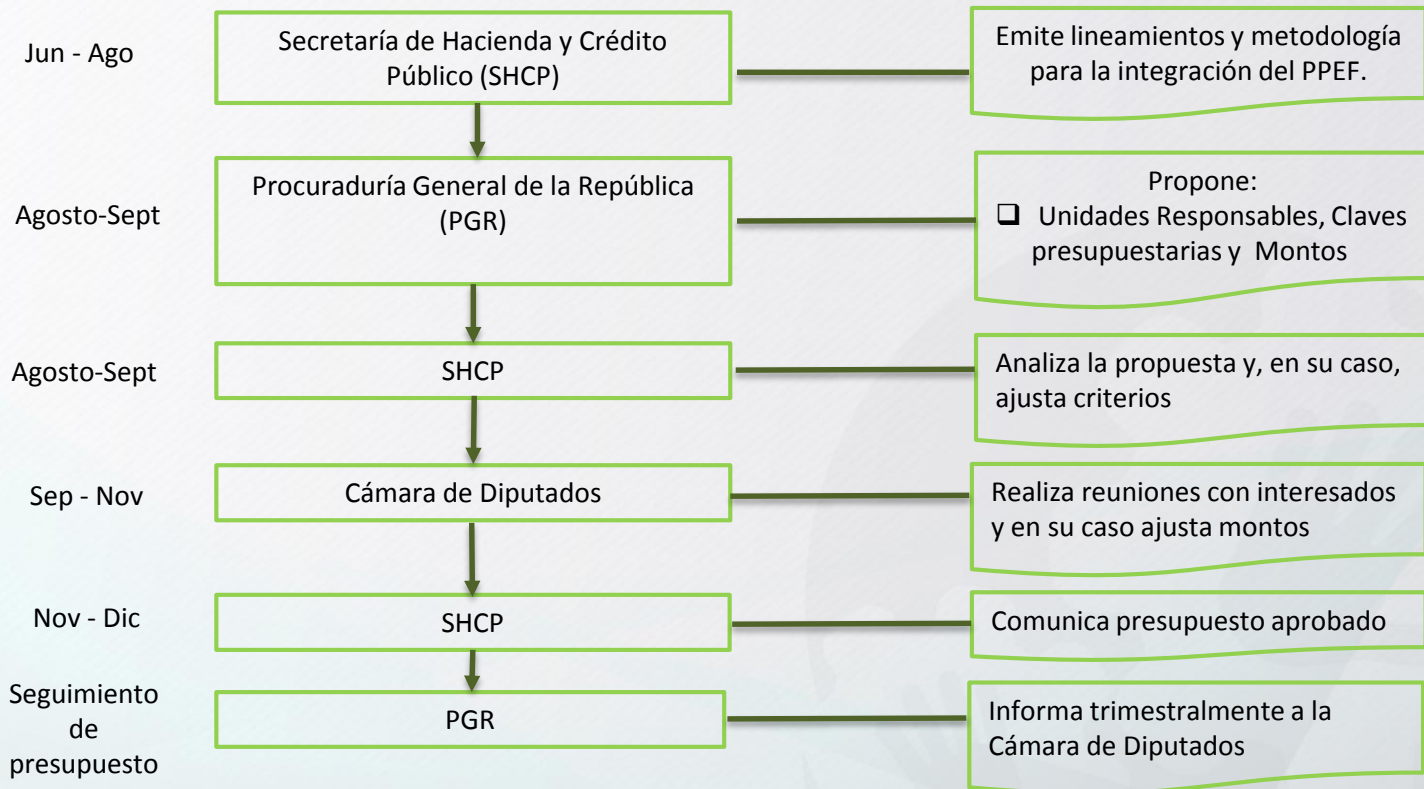 Jun - Ago
Secretaría de Hacienda y Crédito
Público (SHCP)
Emite lineamientos y metodología
para la integración del PPEF.
Agosto-Sept
Procuraduría General de la República
(PGR)
Propone:
❑ Unidades Responsables, Claves
presupuestarias y Montos
Agosto-Sept
SHCP
Analiza la propuesta y, en su caso,
ajusta criterios
Sep - Nov
Cámara de Diputados
Realiza reuniones con interesados
y en su caso ajusta montos
Nov - Dic
SHCP
Comunica presupuesto aprobado
Seguimiento
de
presupuesto
PGR
Informa trimestralmente a la
Cámara de Diputados